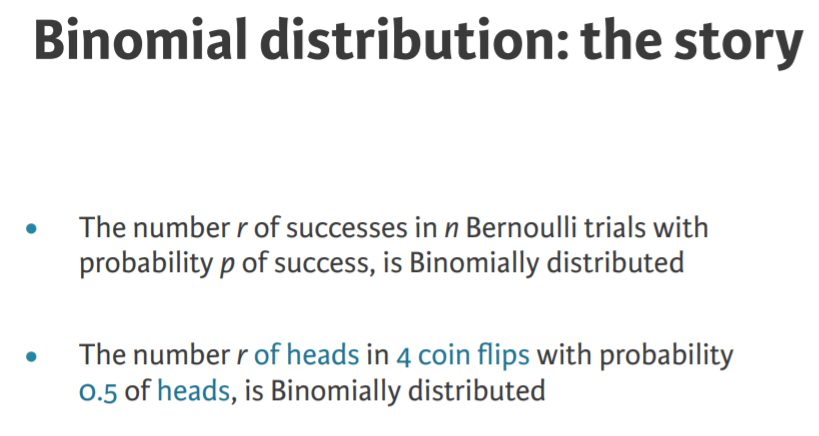 Binomial distribution: the story
• The number r of successes in n Bernoulli trials with
probability p of success, is Binomially distributed
• The number r of heads in 4 coin flips with probability
0.5 of heads, is Binomially distributed